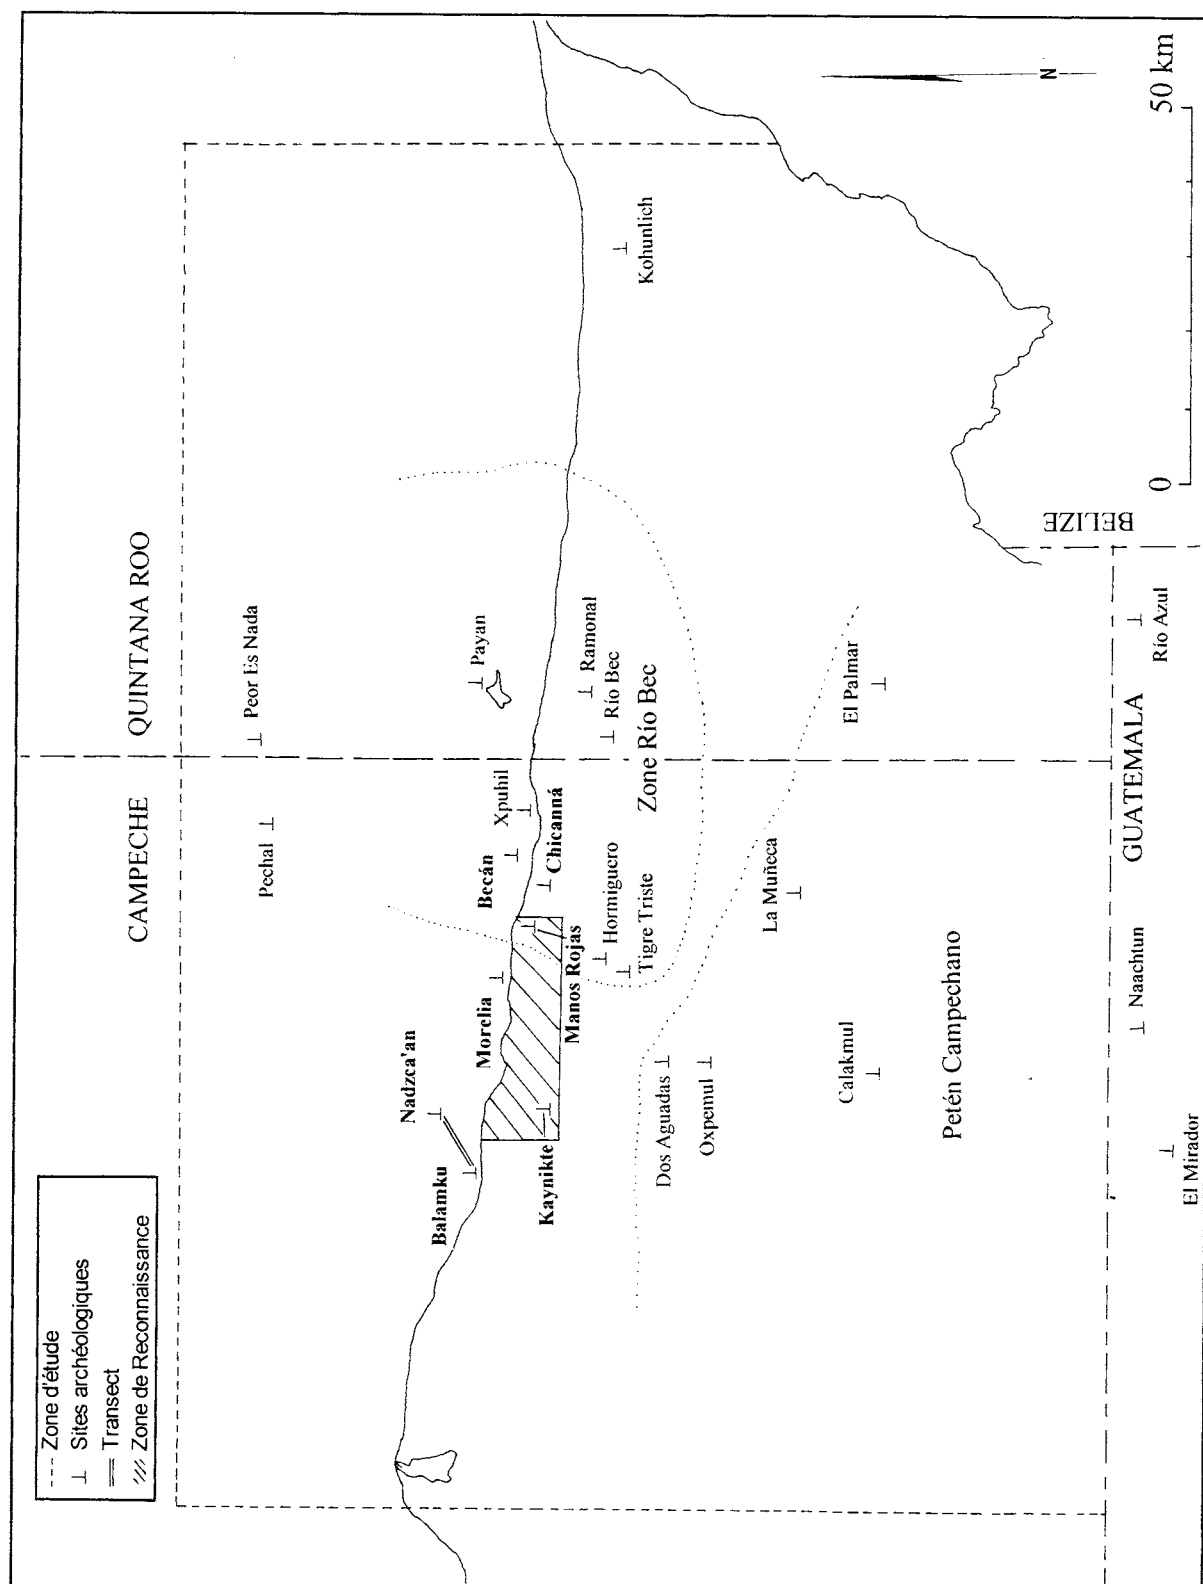 --- Zone d'étude
Sites archéologiques
Transect
Zone de Reconnaissance
CAMPECHE
QUINTANA ROO
Pechal
Peor Es Nada
Nadzca'an
Balamku
Morelia
Becán
Xpuhil
Payan
Chicanná
Kaynikte
Manos Rojas
Hormiguero
Tigre Triste
Río Bec
Ramonal
Zone Río Bec
Kohunlich
Dos Aguadas
Oxpemul
La Muñeca
El Palmar
Calakmul
Petén Campechano
Naachtun
El Mirador
GUATEMALA
Río Azul
BELIZE
N
0
50 km